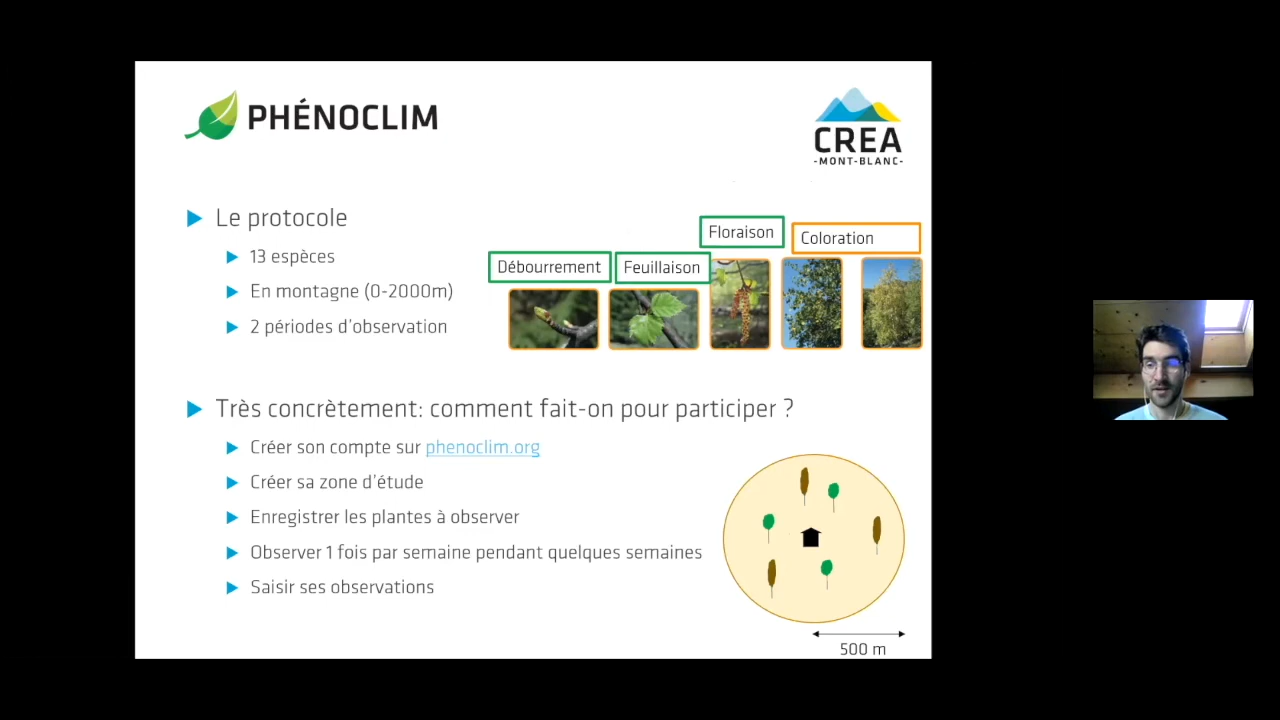 PHÉNOCLIM
CREA
-MONT-BLANC-
Le protocole
13 espèces
En montagne (0-2000m)
2 périodes d'observation
Débourrement
Feuillaison
Floraison
Coloration
Très concrètement: comment fait-on pour participer ?
Créer son compte sur phenoclim.org
Créer sa zone d'étude
Enregistrer les plantes à observer
Observer 1 fois par semaine pendant quelques semaines
Saisir ses observations
500 m